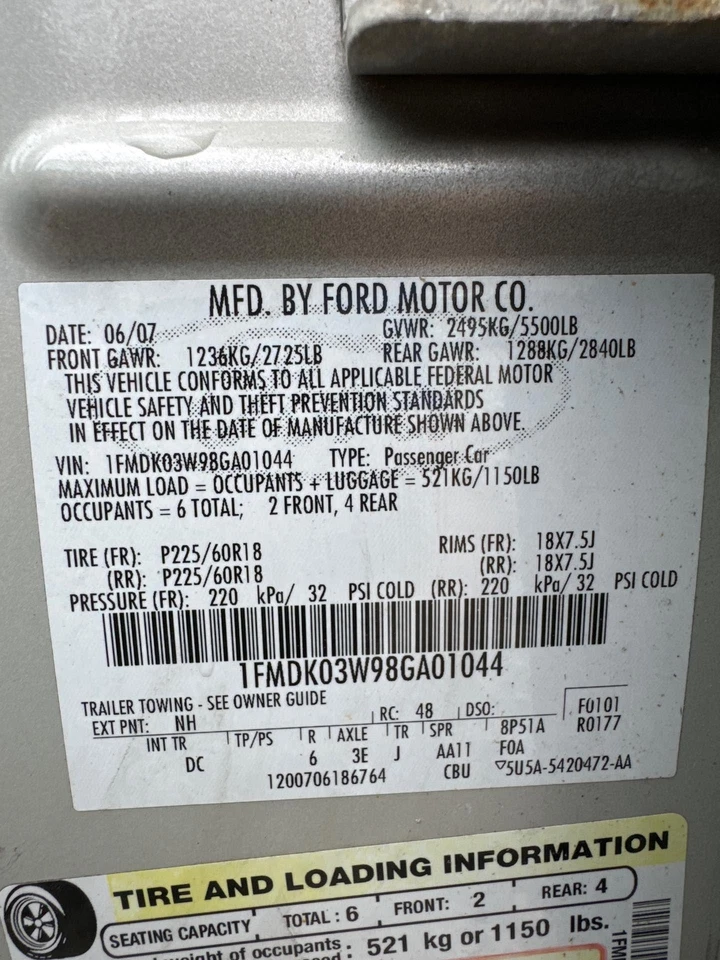 MFD. BY FORD MOTOR CO.
DATE: 06/07 GVWR: 2495KG/5500LB
FRONT GAWR: 1236KG/2725LB REAR GAWR: 1288KG/2840LB
THIS VEHICLE CONFORMS TO ALL APPLICABLE FEDERAL MOTOR
VEHICLE SAFETY AND THEFT PREVENTION STANDARDS
IN EFFECT ON THE DATE OF MANUFACTURE SHOWN ABOVE.
VIN: 1FMDK03W98GA01044 TYPE: Passenger Car
MAXIMUM LOAD = OCCUPANTS + LUGGAGE = 521KG/1150LB
OCCUPANTS = 6 TOTAL; 2 FRONT, 4 REAR
TIRE (FR): P225/60R18 RIMS (FR): 18X7.5J
(RR): P225/60R18 (RR): 18X7.5J
PRESSURE (FR): 220 kPa/ 32 PSI COLD (RR): 220 kPa/ 32 PSI COLD
1FMDK03W98GA01044
TRAILER TOWING - SEE OWNER GUIDE
EXT PNT: NH RC: 48 DSO: F0101
R0177
INT TR TP/PS R AXLE TR SPR 8P51A
DC 6 3E J AA11 F0A
1200706186764 CBU 5U5A-5420472-AA
TIRE AND LOADING INFORMATION
SEATING CAPACITY TOTAL : 6 FRONT: 2 REAR: 4
of occupants : 521 kg or 1150 lbs.
1FM